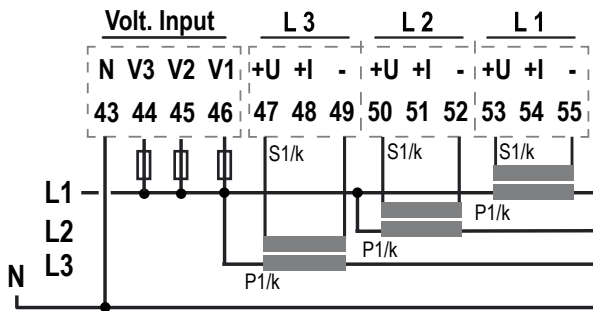 Volt. Input L 3 L 2 L 1
N V3 V2 V1 +U +I - +U +I - +U +I -
43 44 45 46 47 48 49 50 51 52 53 54 55
S1/k S1/k S1/k
L1
P1/k
L2
P1/k
L3
N
P1/k